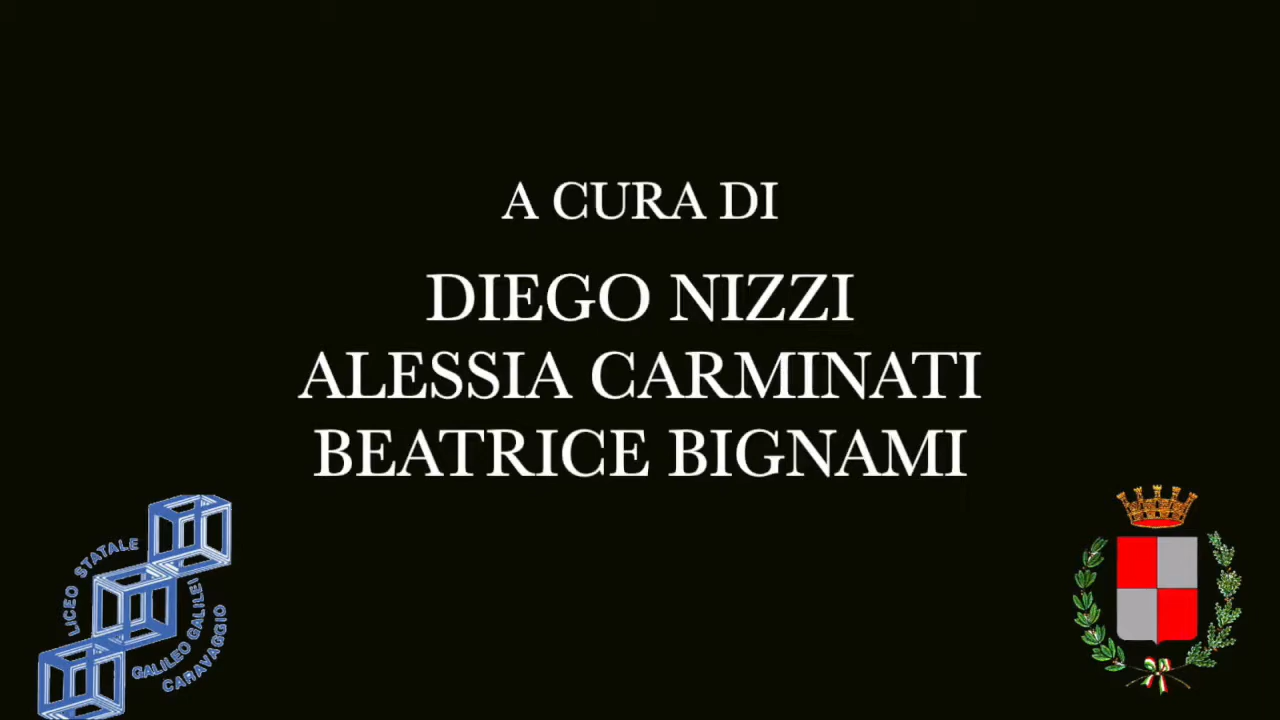 A CURA DI
DIEGO NIZZI
ALESSIA CARMINATI
BEATRICE BIGNAMI
LICEO STATALE
GALILEO GALILEI
CARAVAGGIO